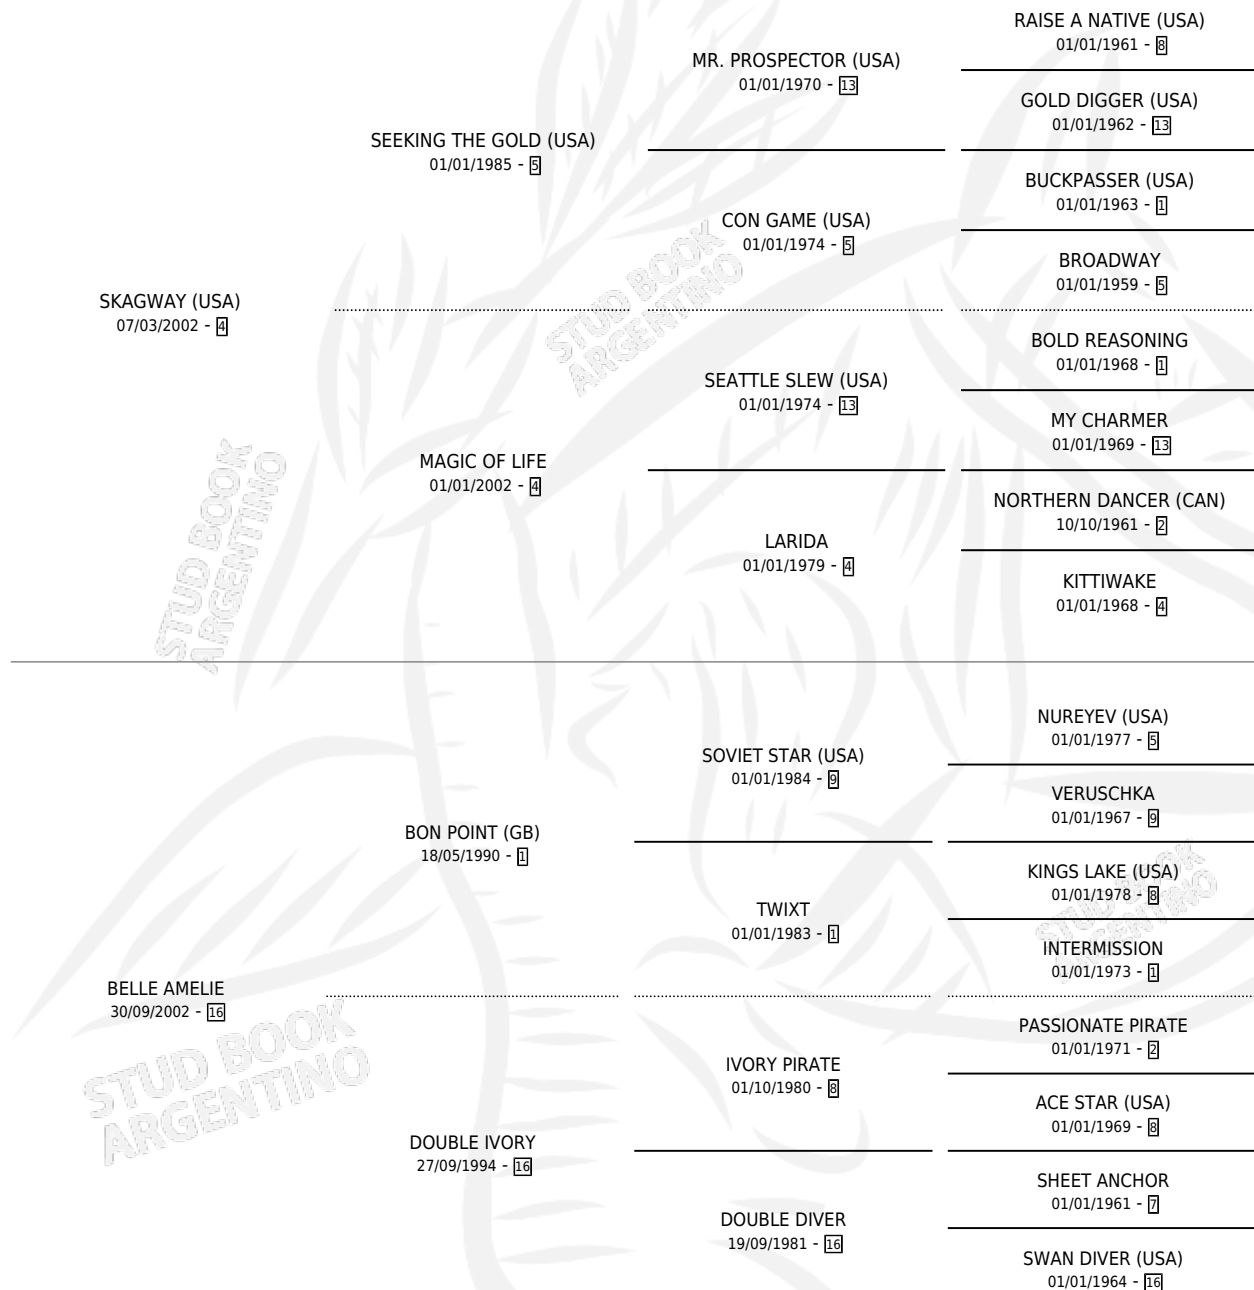 RAISE A NATIVE (USA)
01/01/1961 - 8
MR. PROSPECTOR (USA)
01/01/1970 - 13
GOLD DIGGER (USA)
01/01/1962 - 13
SEEKING THE GOLD (USA)
01/01/1985 - 5
BUCKPASSER (USA)
01/01/1963 - 1
CON GAME (USA)
01/01/1974 - 5
BROADWAY
01/01/1959 - 5
SKAGWAY (USA)
07/03/2002 - 4
BOLD REASONING
01/01/1968 - 1
SEATTLE SLEW (USA)
01/01/1974 - 13
MY CHARMER
01/01/1969 - 13
MAGIC OF LIFE
01/01/2002 - 4
NORTHERN DANCER (CAN)
10/10/1961 - 2
LARIDA
01/01/1979 - 4
KITTIWAKE
01/01/1968 - 4
NUREYEV (USA)
01/01/1977 - 5
SOVIET STAR (USA)
01/01/1984 - 9
VERUSCHKA
01/01/1967 - 9
BON POINT (GB)
18/05/1990 - 1
KINGS LAKE (USA)
01/01/1978 - 8
TWIXT
01/01/1983 - 1
INTERMISSION
01/01/1973 - 1
BELLE AMELIE
30/09/2002 - 16
PASSIONATE PIRATE
01/01/1971 - 2
IVORY PIRATE
01/10/1980 - 8
ACE STAR (USA)
01/01/1969 - 8
DOUBLE IVORY
27/09/1994 - 16
SHEET ANCHOR
01/01/1961 - 7
DOUBLE DIVER
19/09/1981 - 16
SWAN DIVER (USA)
01/01/1964 - 16
STUD BOOK
ARGENTINO
STUD BOOK
ARGENTINO
STUD BOOK
ARGENTINO
STUD BOOK
ARGENTINO